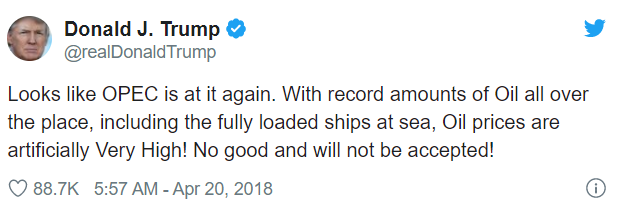 Donald J. Trump
@realDonaldTrump
Looks like OPEC is at it again. With record amounts of Oil all over
the place, including the fully loaded ships at sea, Oil prices are
artificially Very High! No good and will not be accepted!
88.7K 5:57 AM - Apr 20, 2018